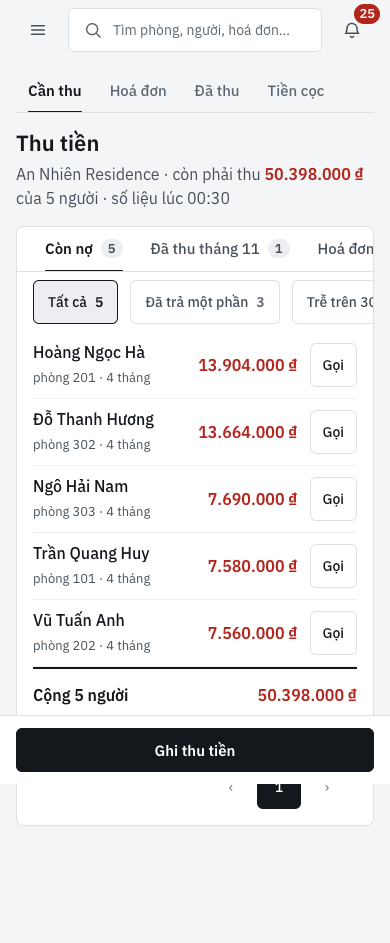 Tìm phòng, người, hoá đơn...
25
Cần thu Hoá đơn Đã thu Tiền cọc
Thu tiền
An Nhiên Residence · còn phải thu 50.398.000 ₫
của 5 người · số liệu lúc 00:30
Còn nợ 5 Đã thu tháng 11 1 Hoá đơn
Tất cả 5 Đã trả một phần 3 Trễ trên 30
Hoàng Ngọc Hà
phòng 201 · 4 tháng
13.904.000 ₫ Gọi
Đỗ Thanh Hương
phòng 302 · 4 tháng
13.664.000 ₫ Gọi
Ngô Hải Nam
phòng 303 · 4 tháng
7.690.000 ₫ Gọi
Trần Quang Huy
phòng 101 · 4 tháng
7.580.000 ₫ Gọi
Vũ Tuấn Anh
phòng 202 · 4 tháng
7.560.000 ₫ Gọi
Cộng 5 người 50.398.000 ₫
Ghi thu tiền
‹ 1 ›